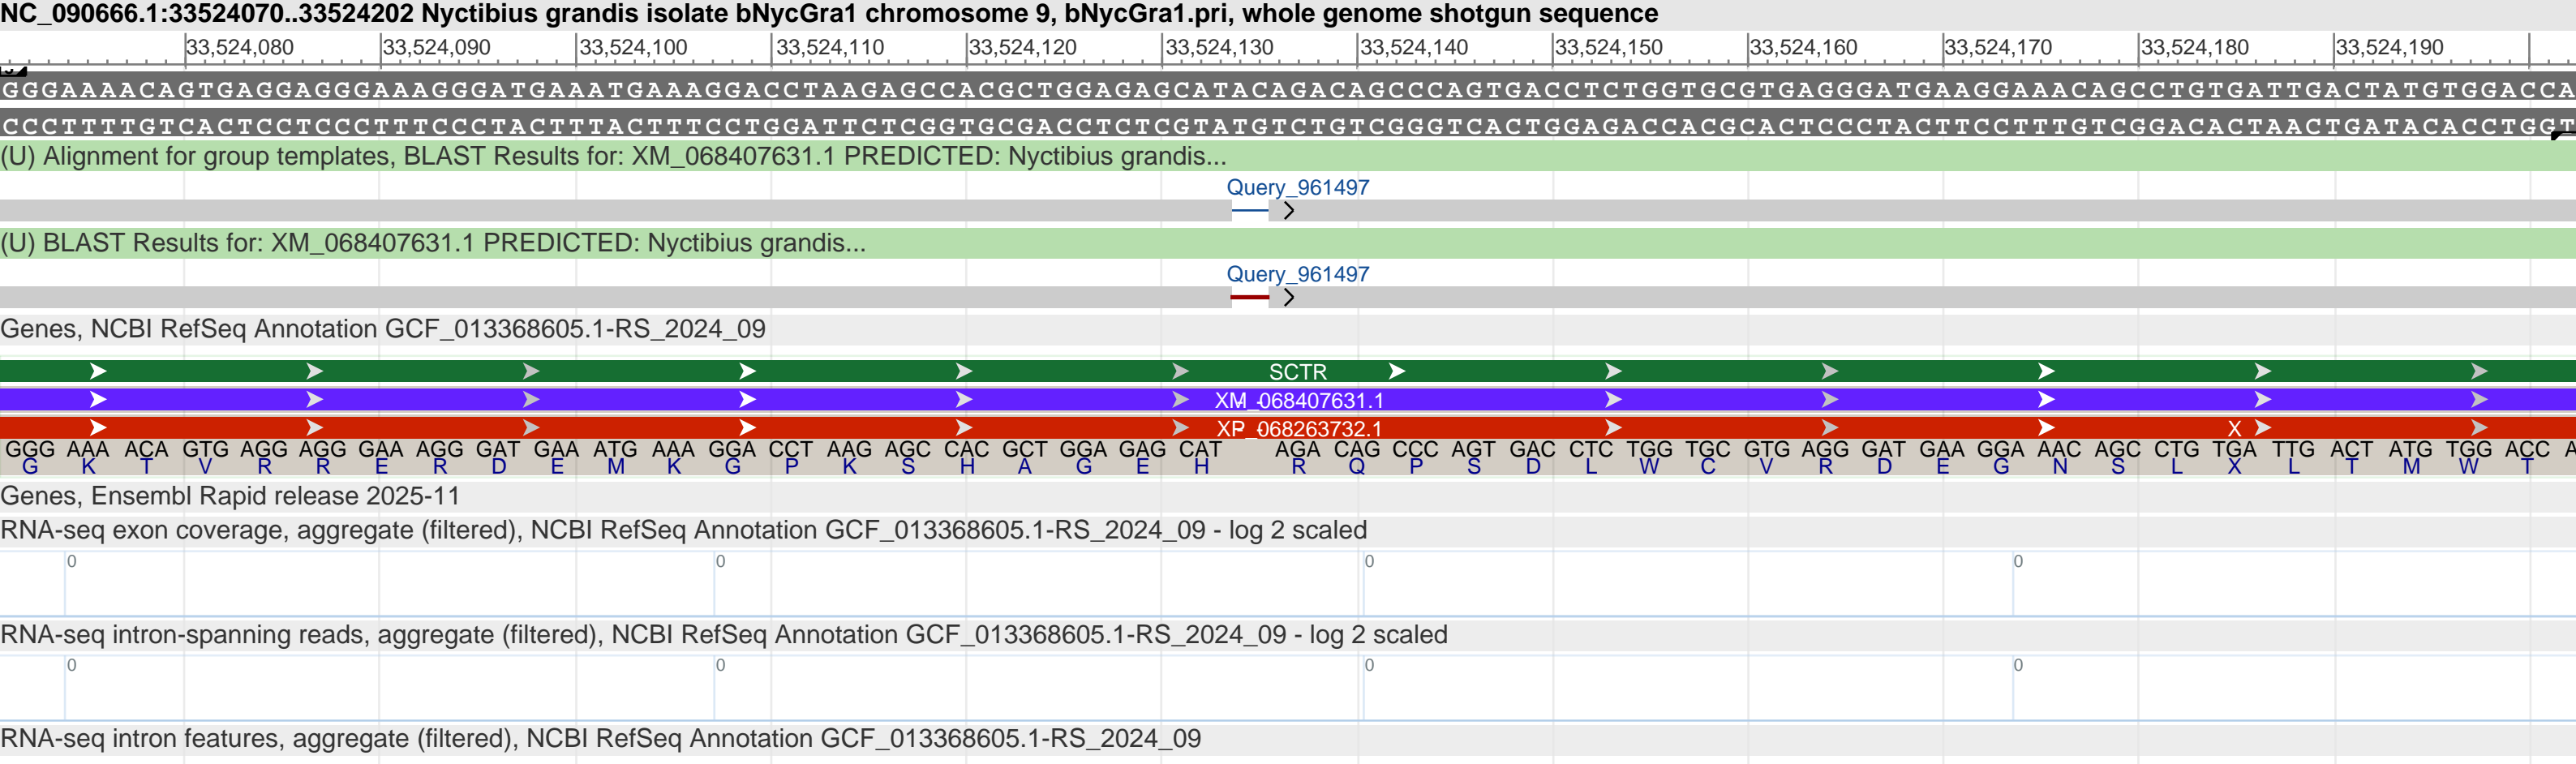 NC_090666.1:33524070..33524202 Nyctibius grandis isolate bNycGra1 chromosome 9, bNycGra1.pri, whole genome shotgun sequence
33,524,080 33,524,090 33,524,100 33,524,110 33,524,120 33,524,130 33,524,140 33,524,150 33,524,160 33,524,170 33,524,180 33,524,190
GGGAAAACAGTGAGGAGGGAAAGGGATGAAATGAAAGGACCTAAGAGCCACGCTGGAGAGCATACAGACAGCCCAGTGACCTCTGGTGCGTGAGGGATGAAGGAAACAGCCTGTGATTGACTATGTGGACCA
CCCTTTTGTCACTCCTCCCTTTCCCTACTTTACTTTCCTGGATTCTCGGTGCGACCTCTCGTATGTCTGTCGGGTCACTGGAGACCACGCACTCCCTACTTCCTTTGTCGGACACTAACTGATACACCTGGT
(U) Alignment for group templates, BLAST Results for: XM_068407631.1 PREDICTED: Nyctibius grandis...
Query_961497
(U) BLAST Results for: XM_068407631.1 PREDICTED: Nyctibius grandis...
Query_961497
Genes, NCBI RefSeq Annotation GCF_013368605.1-RS_2024_09
SCTR
XM_068407631.1
XP_068263732.1 X
GGG AAA ACA GTG AGG AGG GAA AGG GAT GAA ATG AAA GGA CCT AAG AGC CAC GCT GGA GAG CAT AGA CAG CCC AGT GAC CTC TGG TGC GTG AGG GAT GAA GGA AAC AGC CTG TGA TTG ACT ATG TGG ACC A
G K T V R R E R D E M K G P K S H A G E H R Q P S D L W C V R D E G N S L X L T M W T
Genes, Ensembl Rapid release 2025-11
RNA-seq exon coverage, aggregate (filtered), NCBI RefSeq Annotation GCF_013368605.1-RS_2024_09 - log 2 scaled
0 0 0 0
RNA-seq intron-spanning reads, aggregate (filtered), NCBI RefSeq Annotation GCF_013368605.1-RS_2024_09 - log 2 scaled
0 0 0 0
RNA-seq intron features, aggregate (filtered), NCBI RefSeq Annotation GCF_013368605.1-RS_2024_09